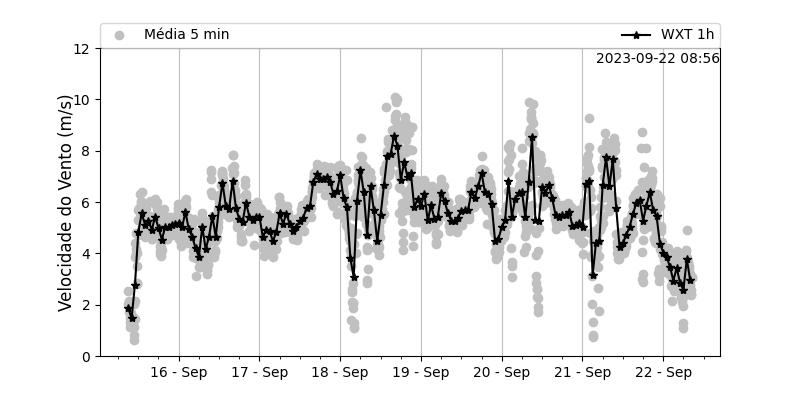 Média 5 min
WXT 1h
2023-09-22 08:56
Velocidade do Vento (m/s)
12
10
8
6
4
2
0
16 - Sep
17 - Sep
18 - Sep
19 - Sep
20 - Sep
21 - Sep
22 - Sep